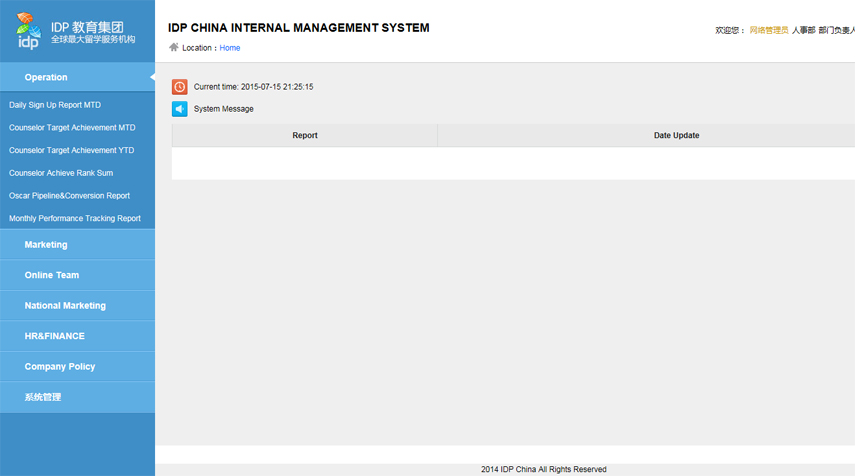 idp
IDP 教育集团
全球最大留学服务机构
IDP CHINA INTERNAL MANAGEMENT SYSTEM
Location : Home
欢迎您： 网络管理员 人事部 部门负责人
Operation
Daily Sign Up Report MTD
Counselor Target Achievement MTD
Counselor Target Achievement YTD
Counselor Achieve Rank Sum
Oscar Pipeline&Conversion Report
Monthly Performance Tracking Report
Marketing
Online Team
National Marketing
HR&FINANCE
Company Policy
系统管理
Current time: 2015-07-15 21:25:15
System Message
Report Date Update
2014 IDP China All Rights Reserved